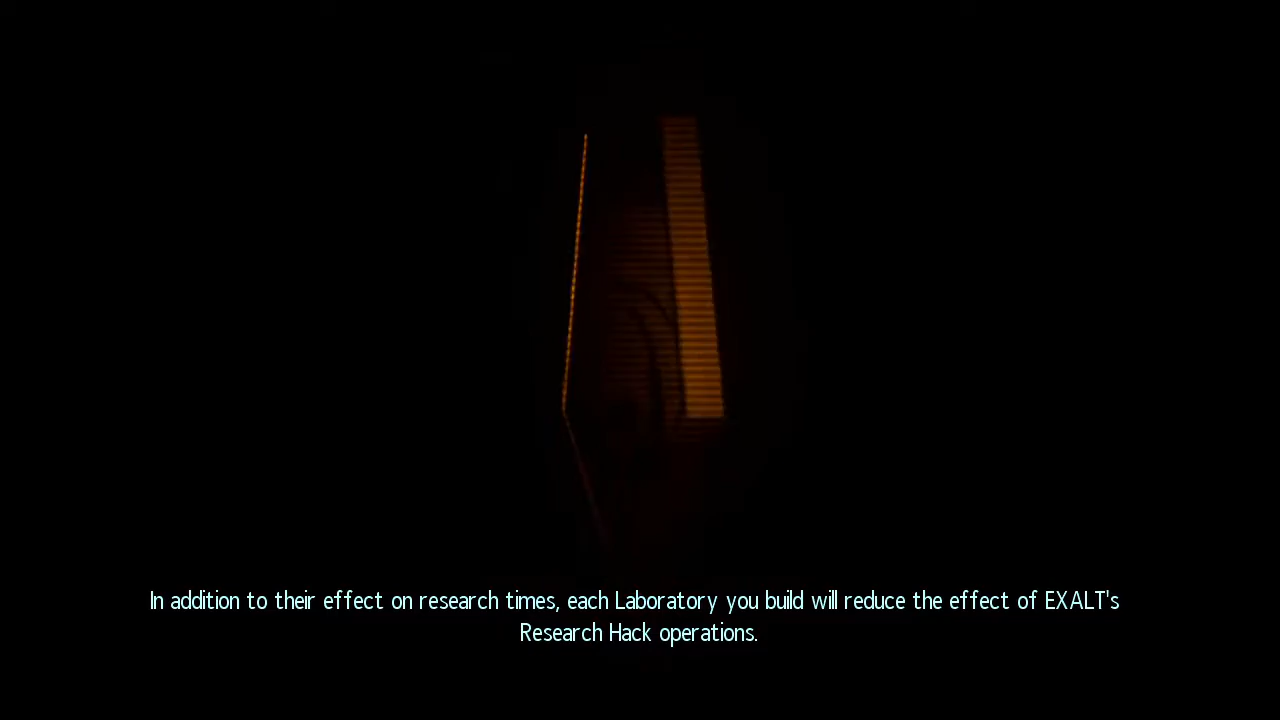 In addition to their effect on research times, each Laboratory you build will reduce the effect of EXALT's
Research Hack operations.